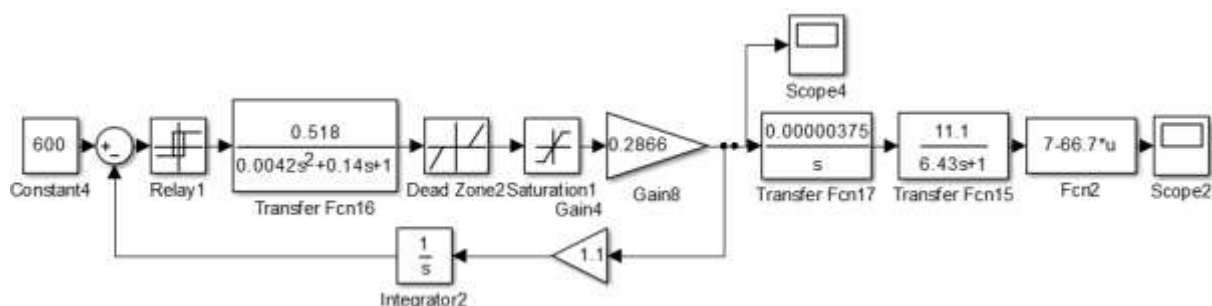 Scope4
600
+
-
Constant4
Relay1
0.518
0.0042s²+0.14s+1
Transfer Fcn16
Dead Zone2
Saturation1
0.2866
Gain8
0.00000375
s
Transfer Fcn17
11.1
6.43s+1
Transfer Fcn15
7-66.7*u
Fcn2
Scope2
Gain4
1.1
1
s
Integrator2